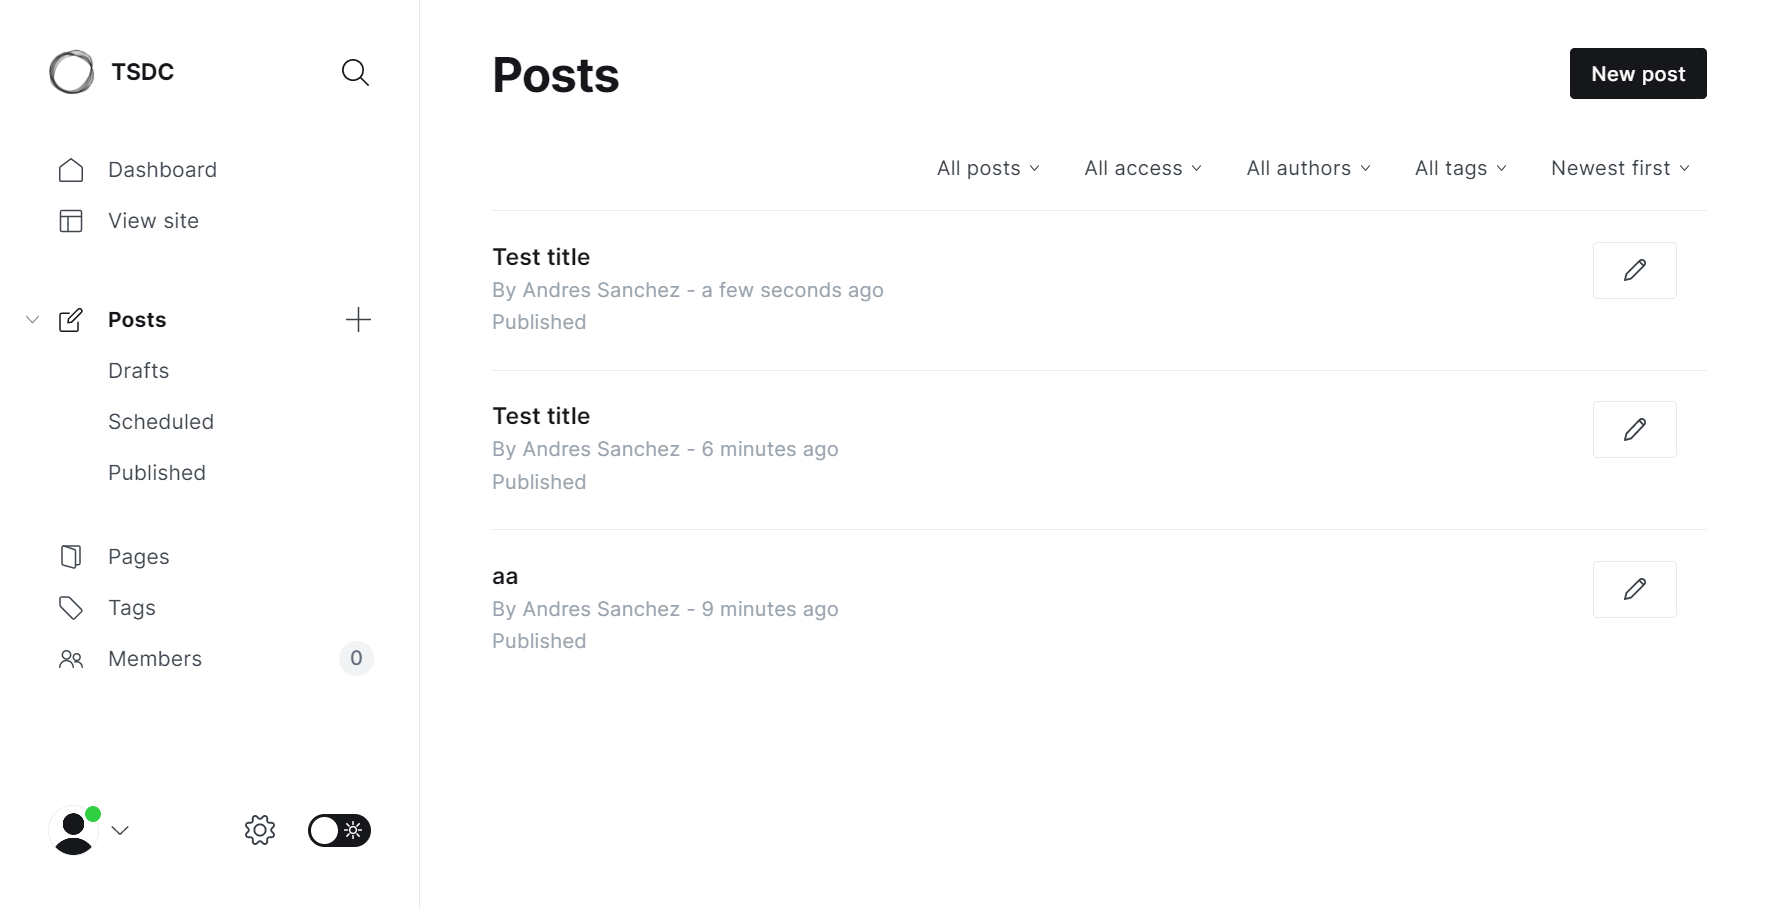 TSDC
Dashboard
View site
Posts
Drafts
Scheduled
Published
Pages
Tags
Members 0
Posts
New post
All posts All access All authors All tags Newest first
Test title
By Andres Sanchez - a few seconds ago
Published
Test title
By Andres Sanchez - 6 minutes ago
Published
aa
By Andres Sanchez - 9 minutes ago
Published